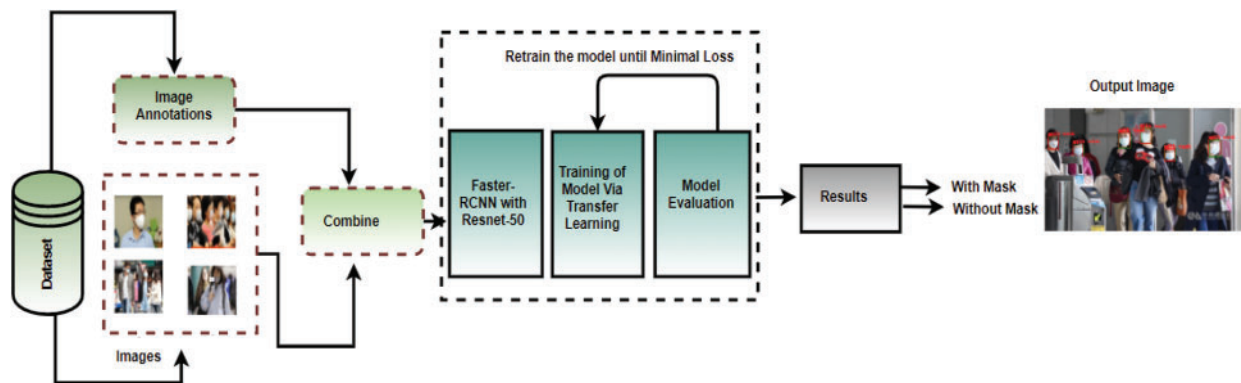 Dataset
Image
Annotations
Images
Combine
Retrain the model until Minimal Loss
Faster-
RCNN with
Resnet-50
Training of
Model Via
Transfer
Learning
Model
Evaluation
Results
With Mask
Without Mask
Output Image